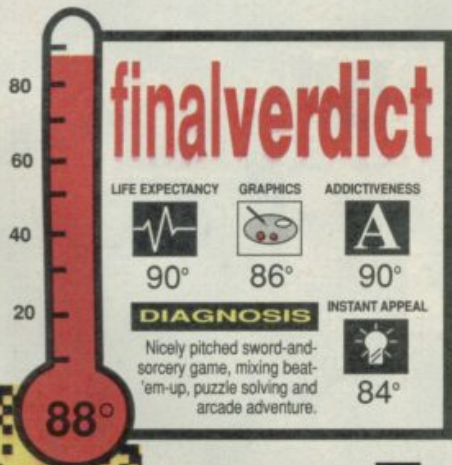 80
60
40
20
88°
finalverdict
LIFE EXPECTANCY GRAPHICS ADDICTIVENESS
A
90° 86° 90°
DIAGNOSIS
Nicely pitched sword-and-
sorcery game, mixing beat-
'em-up, puzzle solving and
arcade adventure.
INSTANT APPEAL
84°